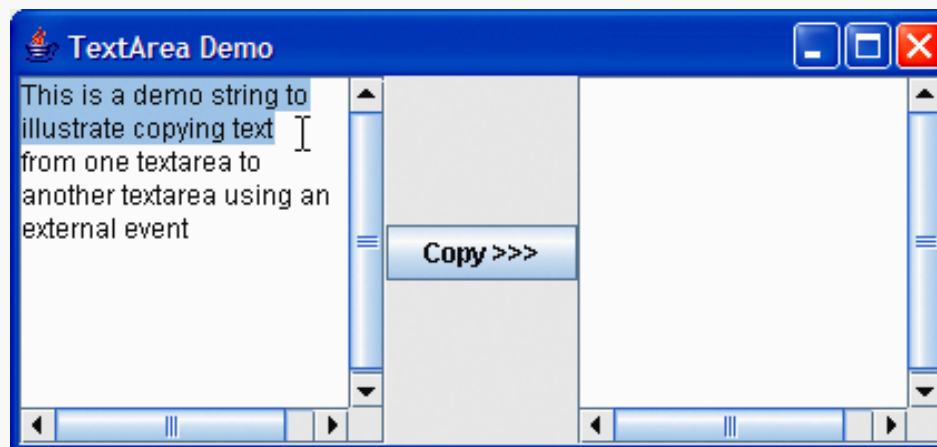 TextArea Demo
This is a demo string to
illustrate copying text
from one textarea to
another textarea using an
external event
Copy >>>